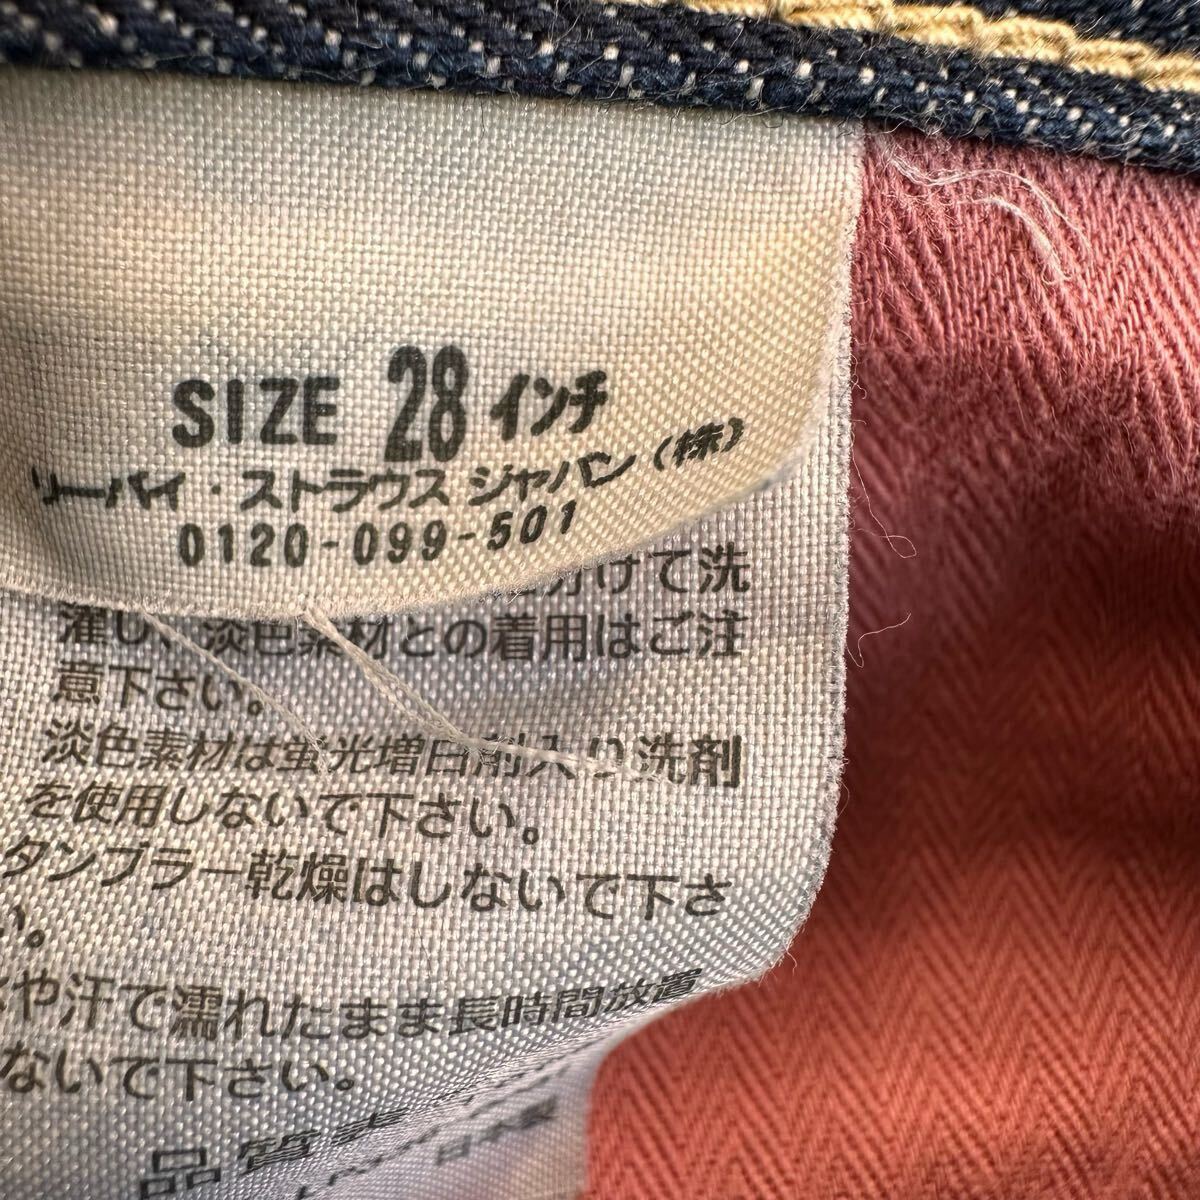 SIZE 28 インチ
リーバイ・ストラウス ジャパン(株)
0120-099-501
分けて洗
濯し、淡色素材との着用はご注
意下さい。
淡色素材は蛍光増白剤入り洗剤
を使用しないで下さい。
タンブラー乾燥はしないで下さ
い。
や汗で濡れたまま長時間放置
ないで下さい。
品質表